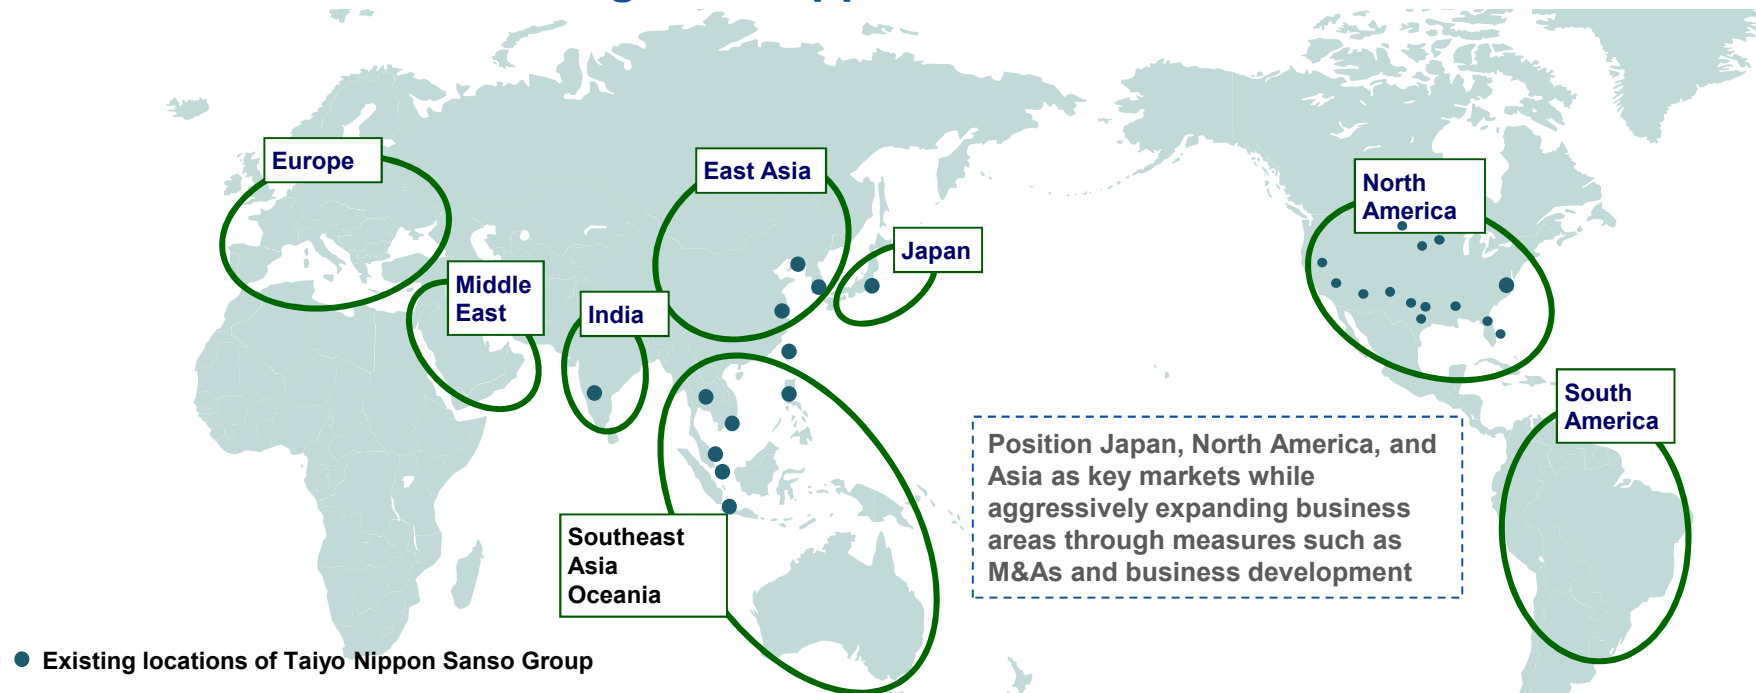 Europe
East Asia
North
America
Japan
Middle
East
India
South
America
Position Japan, North America, and
Asia as key markets while
aggressively expanding business
areas through measures such as
M&As and business development
Southeast
Asia
Oceania
Existing locations of Taiyo Nippon Sanso Group